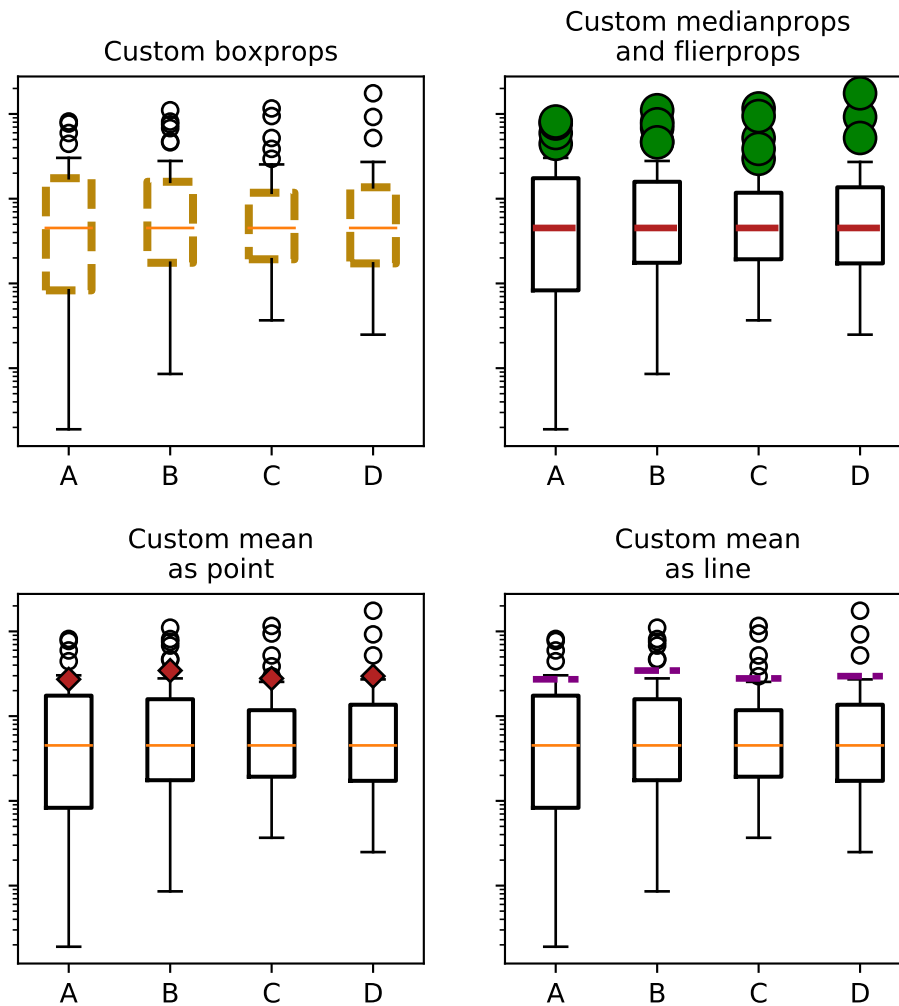 Custom boxprops
Custom medianprops
and flierprops
A B C D
A B C D
Custom mean
as point
Custom mean
as line
A B C D
A B C D